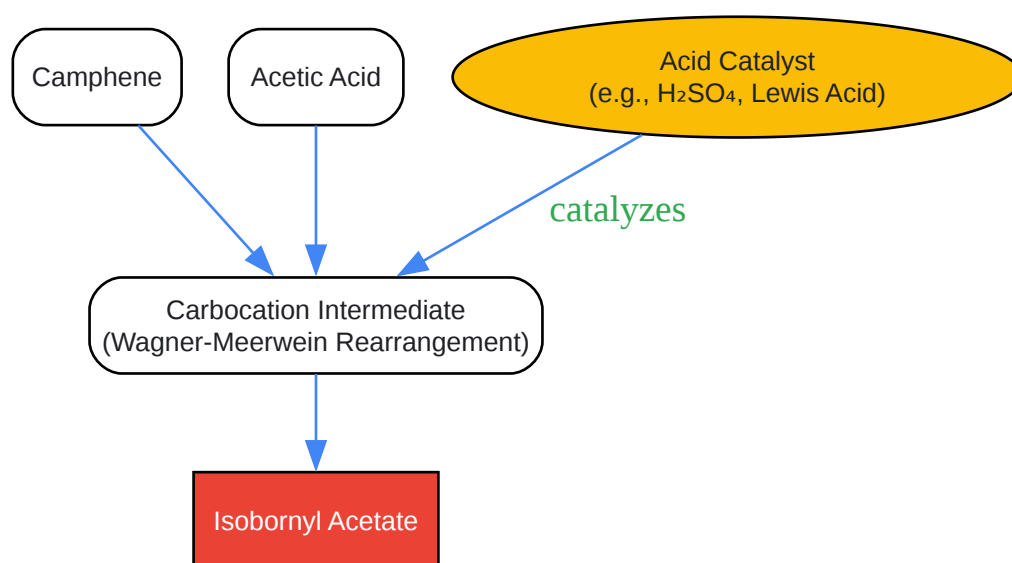 Camphene
Acetic Acid
Acid Catalyst
(e.g., H₂SO₄, Lewis Acid)
catalyzes
Carbocation Intermediate
(Wagner-Meerwein Rearrangement)
Isobornyl Acetate